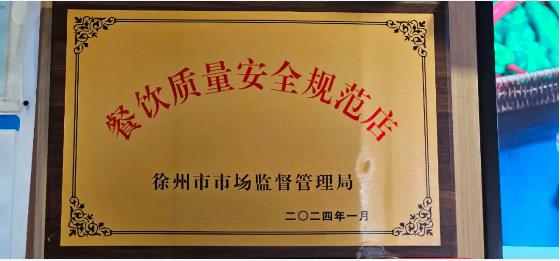 餐饮质量安全规范店
徐州市市场监督管理局
二〇二四年一月